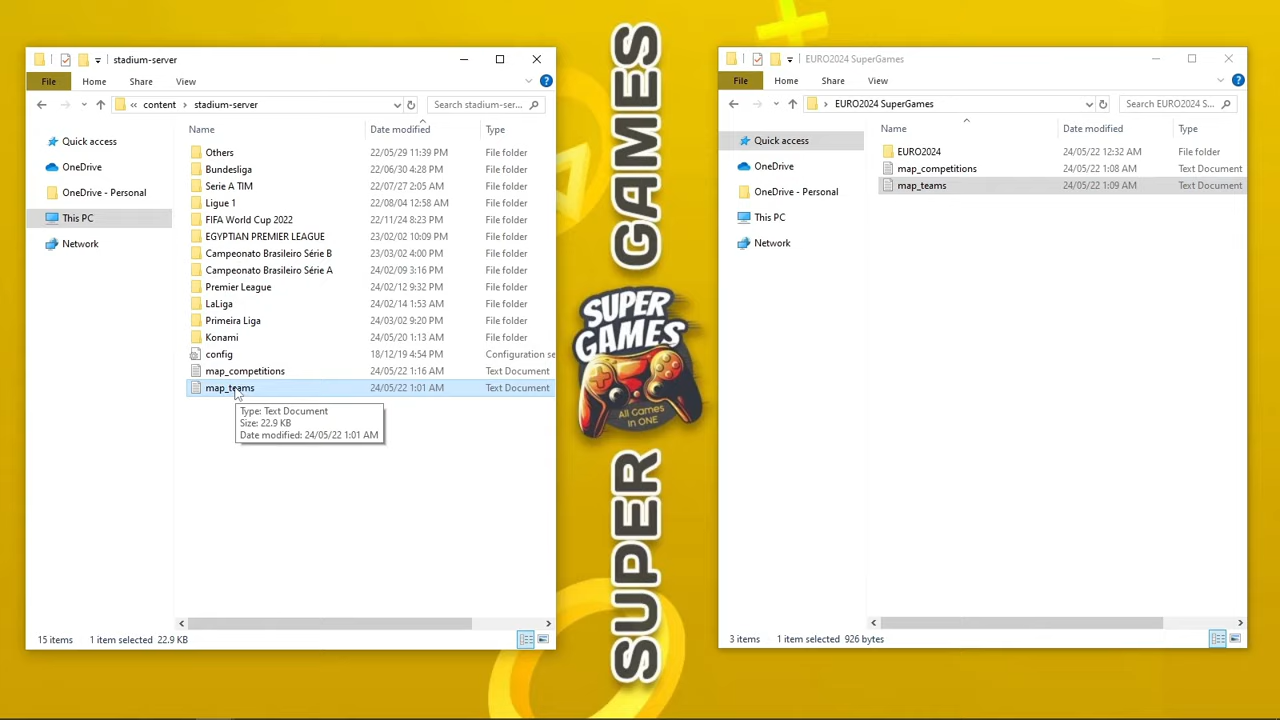 stadium-server
File Home Share View
« content › stadium-server
Search stadium-ser...
Quick access
OneDrive
OneDrive - Personal
This PC
Network
Name Date modified Type
Others 22/05/29 11:39 PM File folder
Bundesliga 22/06/30 4:28 PM File folder
Serie A TIM 22/07/27 2:05 AM File folder
Ligue 1 22/08/04 12:58 AM File folder
FIFA World Cup 2022 22/11/24 8:23 PM File folder
EGYPTIAN PREMIER LEAGUE 23/02/02 10:09 PM File folder
Campeonato Brasileiro Série B 23/03/02 4:00 PM File folder
Campeonato Brasileiro Série A 24/02/09 3:16 PM File folder
Premier League 24/02/12 9:32 PM File folder
LaLiga 24/02/14 1:53 AM File folder
Primeira Liga 24/03/02 9:20 PM File folder
Konami 24/05/20 1:13 AM File folder
config 18/12/19 4:54 PM Configuration se
map_competitions 24/05/22 1:16 AM Text Document
map_teams 24/05/22 1:01 AM Text Document
Type: Text Document
Size: 22.9 KB
Date modified: 24/05/22 1:01 AM
15 items 1 item selected 22.9 KB
SUPER GAMES
SUPER
GAMES
All Games
in ONE
EURO2024 SuperGames
File Home Share View
› EURO2024 SuperGames
Search EURO2024 S...
Quick access
OneDrive
OneDrive - Personal
This PC
Network
Name Date modified Type
EURO2024 24/05/22 12:32 AM File folder
map_competitions 24/05/22 1:08 AM Text Document
map_teams 24/05/22 1:09 AM Text Document
3 items 1 item selected 926 bytes